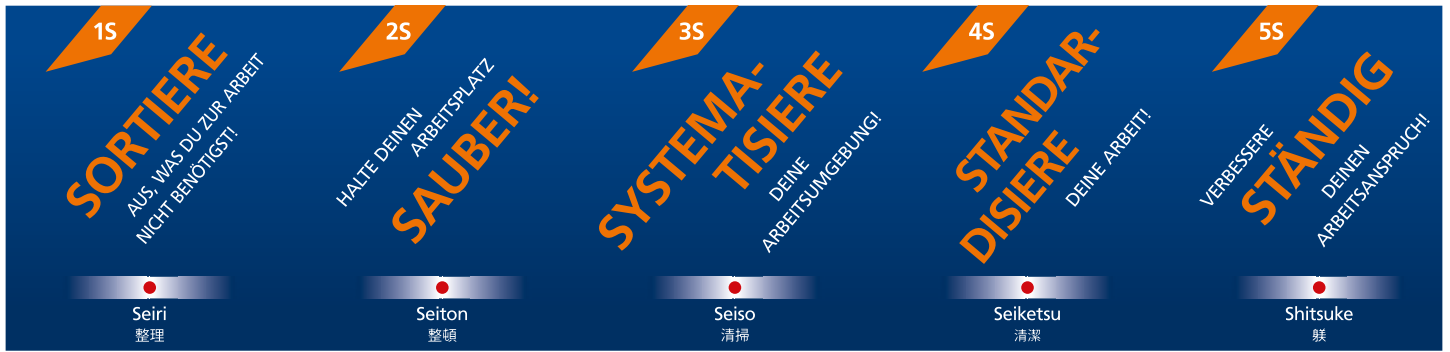 1S
SORTIERE
AUS, WAS DU ZUR ARBEIT
NICHT BENÖTIGST!
Seiri
整理
2S
HALTE DEINEN
ARBEITSPLATZ
SAUBER!
Seiton
整頓
3S
SYSTEMA-
TISIERE
DEINE
ARBEITSUMGEBUNG!
Seiso
清掃
4S
STANDAR-
DISIERE
DEINE ARBEIT!
Seiketsu
清潔
5S
VERBESSERE
STÄNDIG
DEINEN
ARBEITSANSPRUCH!
Shitsuke
躾